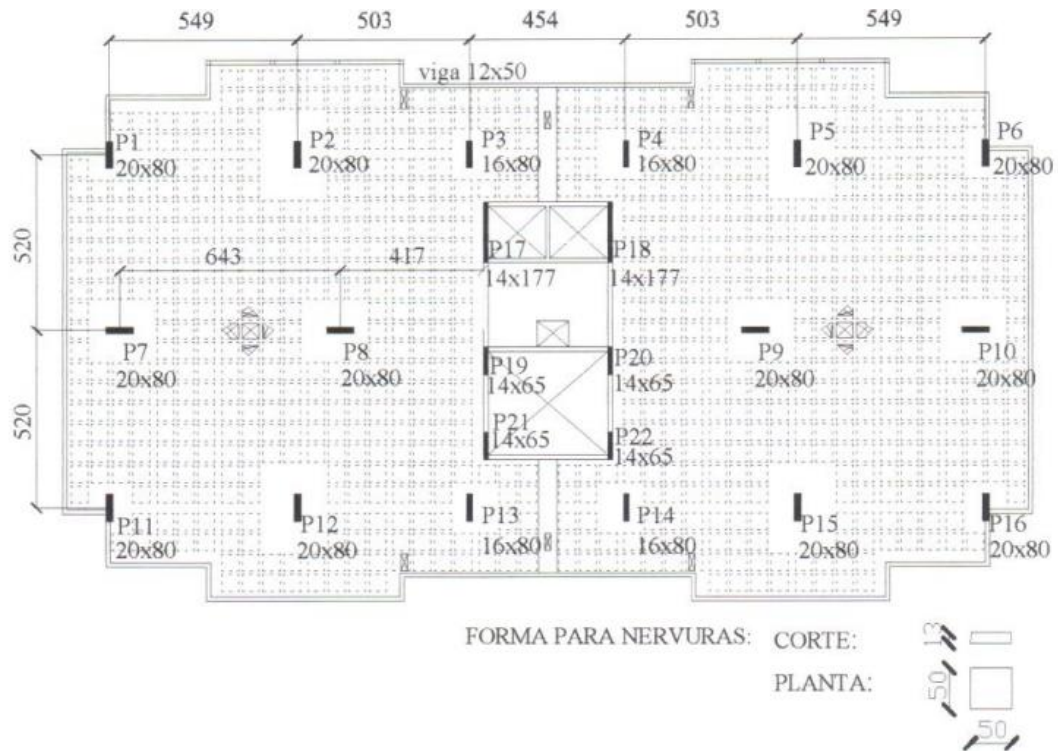 549 503 454 503 549
viga 12x50
P1 P2 P3 P4 P5 P6
20x80 20x80 16x80 16x80 20x80 20x80
520
643 417
P17 P18
14x177 14x177
P7 P8 P9 P10
20x80 20x80 20x80 20x80
P19 P20
14x65 14x65
520
P21 P22
14x65 14x65
P11 P12 P13 P14 P15 P16
20x80 20x80 16x80 16x80 20x80 20x80
FORMA PARA NERVURAS: CORTE: 13
PLANTA: 50
50